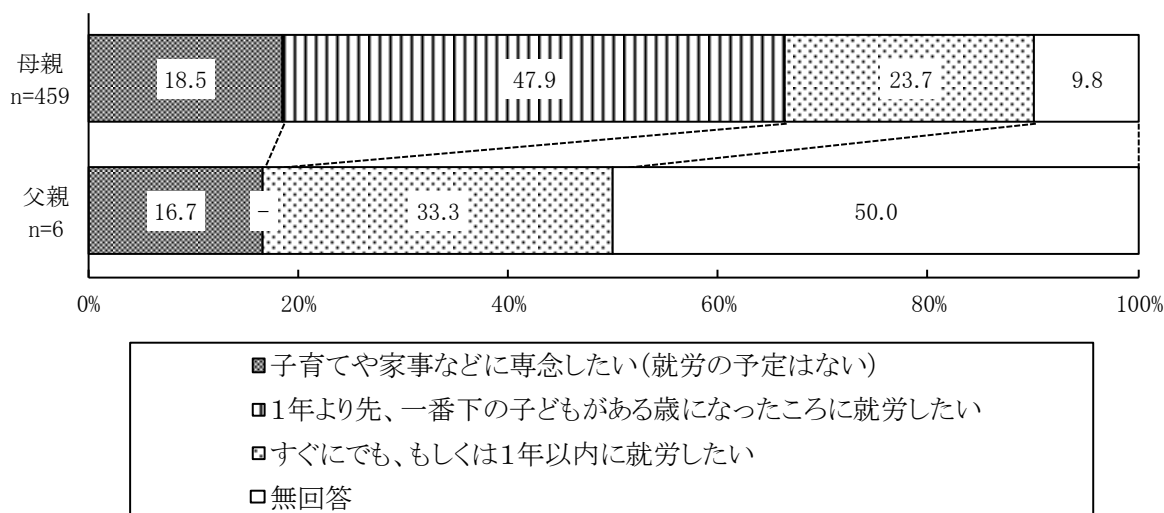 母親
n=459
18.5
47.9
23.7
9.8
父親
n=6
16.7
-
33.3
50.0
0%
20%
40%
60%
80%
100%
子育てや家事などに専念したい(就労の予定はない)
1年より先、一番下の子どもがある歳になったころに就労したい
すぐにでも、もしくは1年以内に就労したい
無回答